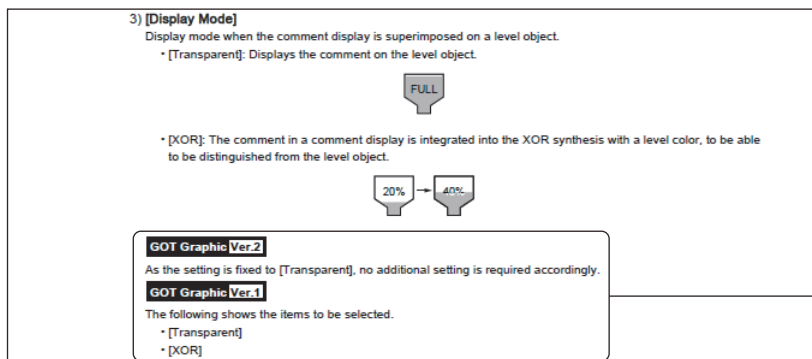 3) [Display Mode]
Display mode when the comment display is superimposed on a level object.
• [Transparent]: Displays the comment on the level object.
FULL
• [XOR]: The comment in a comment display is integrated into the XOR synthesis with a level color, to be able
to be distinguished from the level object.
20% → 40%
GOT Graphic Ver.2
As the setting is fixed to [Transparent], no additional setting is required accordingly.
GOT Graphic Ver.1
The following shows the items to be selected.
• [Transparent]
• [XOR]